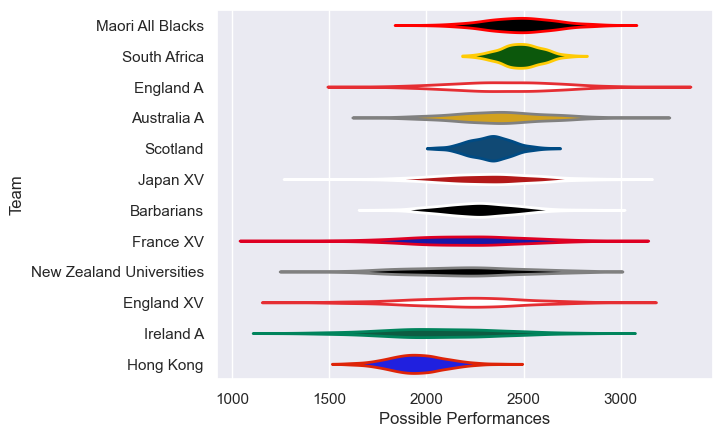 Maori All Blacks
South Africa
England A
Australia A
Scotland
Japan XV
Barbarians
France XV
New Zealand Universities
England XV
Ireland A
Hong Kong
Team
1000 1500 2000 2500 3000
Possible Performances